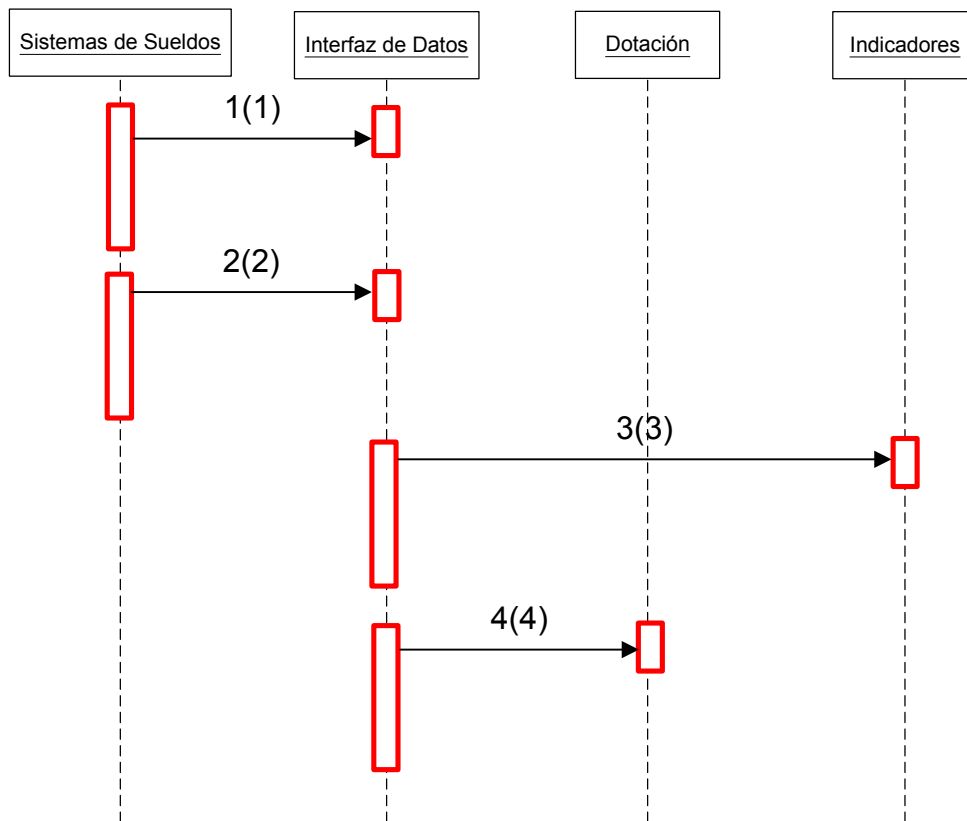 Sistemas de Sueldos
Interfaz de Datos
Dotación
Indicadores
1(1)
2(2)
3(3)
4(4)